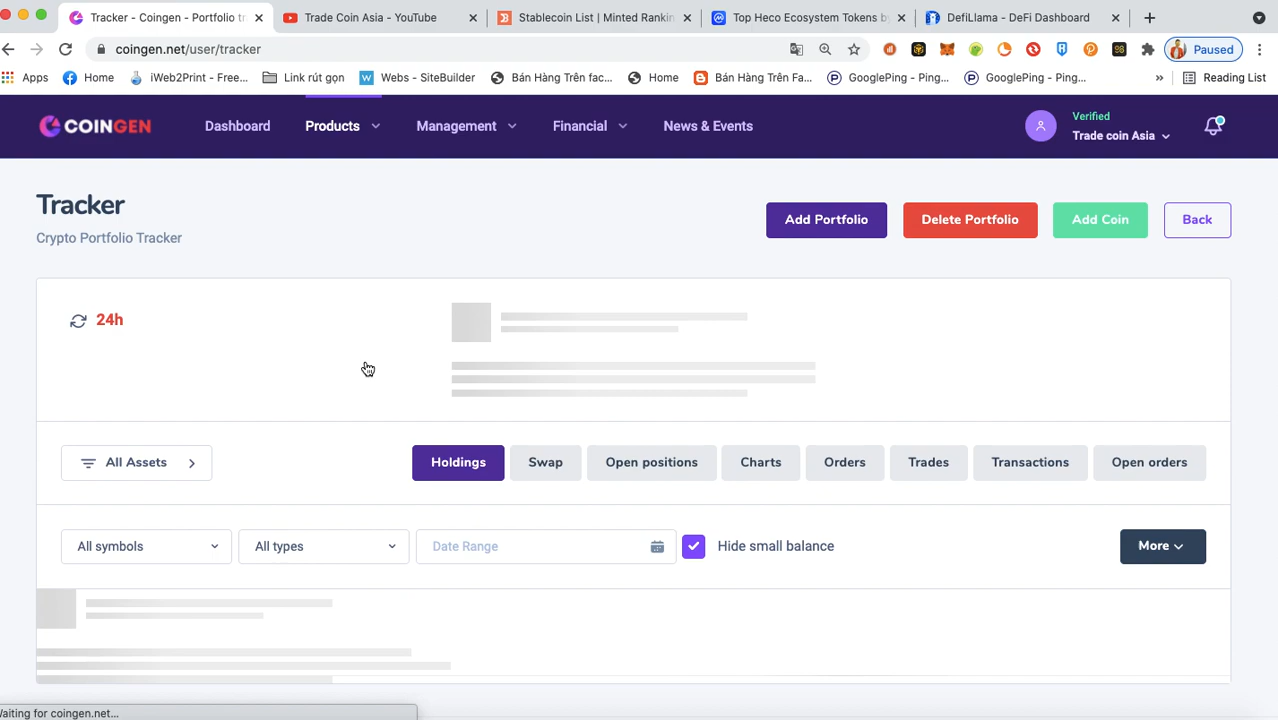 Tracker - Coingen - Portfolio tr
Trade Coin Asia - YouTube
Stablecoin List | Minted Rankin
Top Heco Ecosystem Tokens by
DefiLlama - DeFi Dashboard
coingen.net/user/tracker
Paused
Apps
Home
iWeb2Print - Free...
Link rút gọn
Webs - SiteBuilder
Bán Hàng Trên fac...
Home
Bán Hàng Trên Fa...
GooglePing - Ping...
GooglePing - Ping...
»
Reading List
COINGEN
Dashboard
Products
Management
Financial
News & Events
Verified
Trade coin Asia
Tracker
Crypto Portfolio Tracker
Add Portfolio
Delete Portfolio
Add Coin
Back
24h
All Assets
Holdings
Swap
Open positions
Charts
Orders
Trades
Transactions
Open orders
All symbols
All types
Date Range
Hide small balance
More
Waiting for coingen.net...